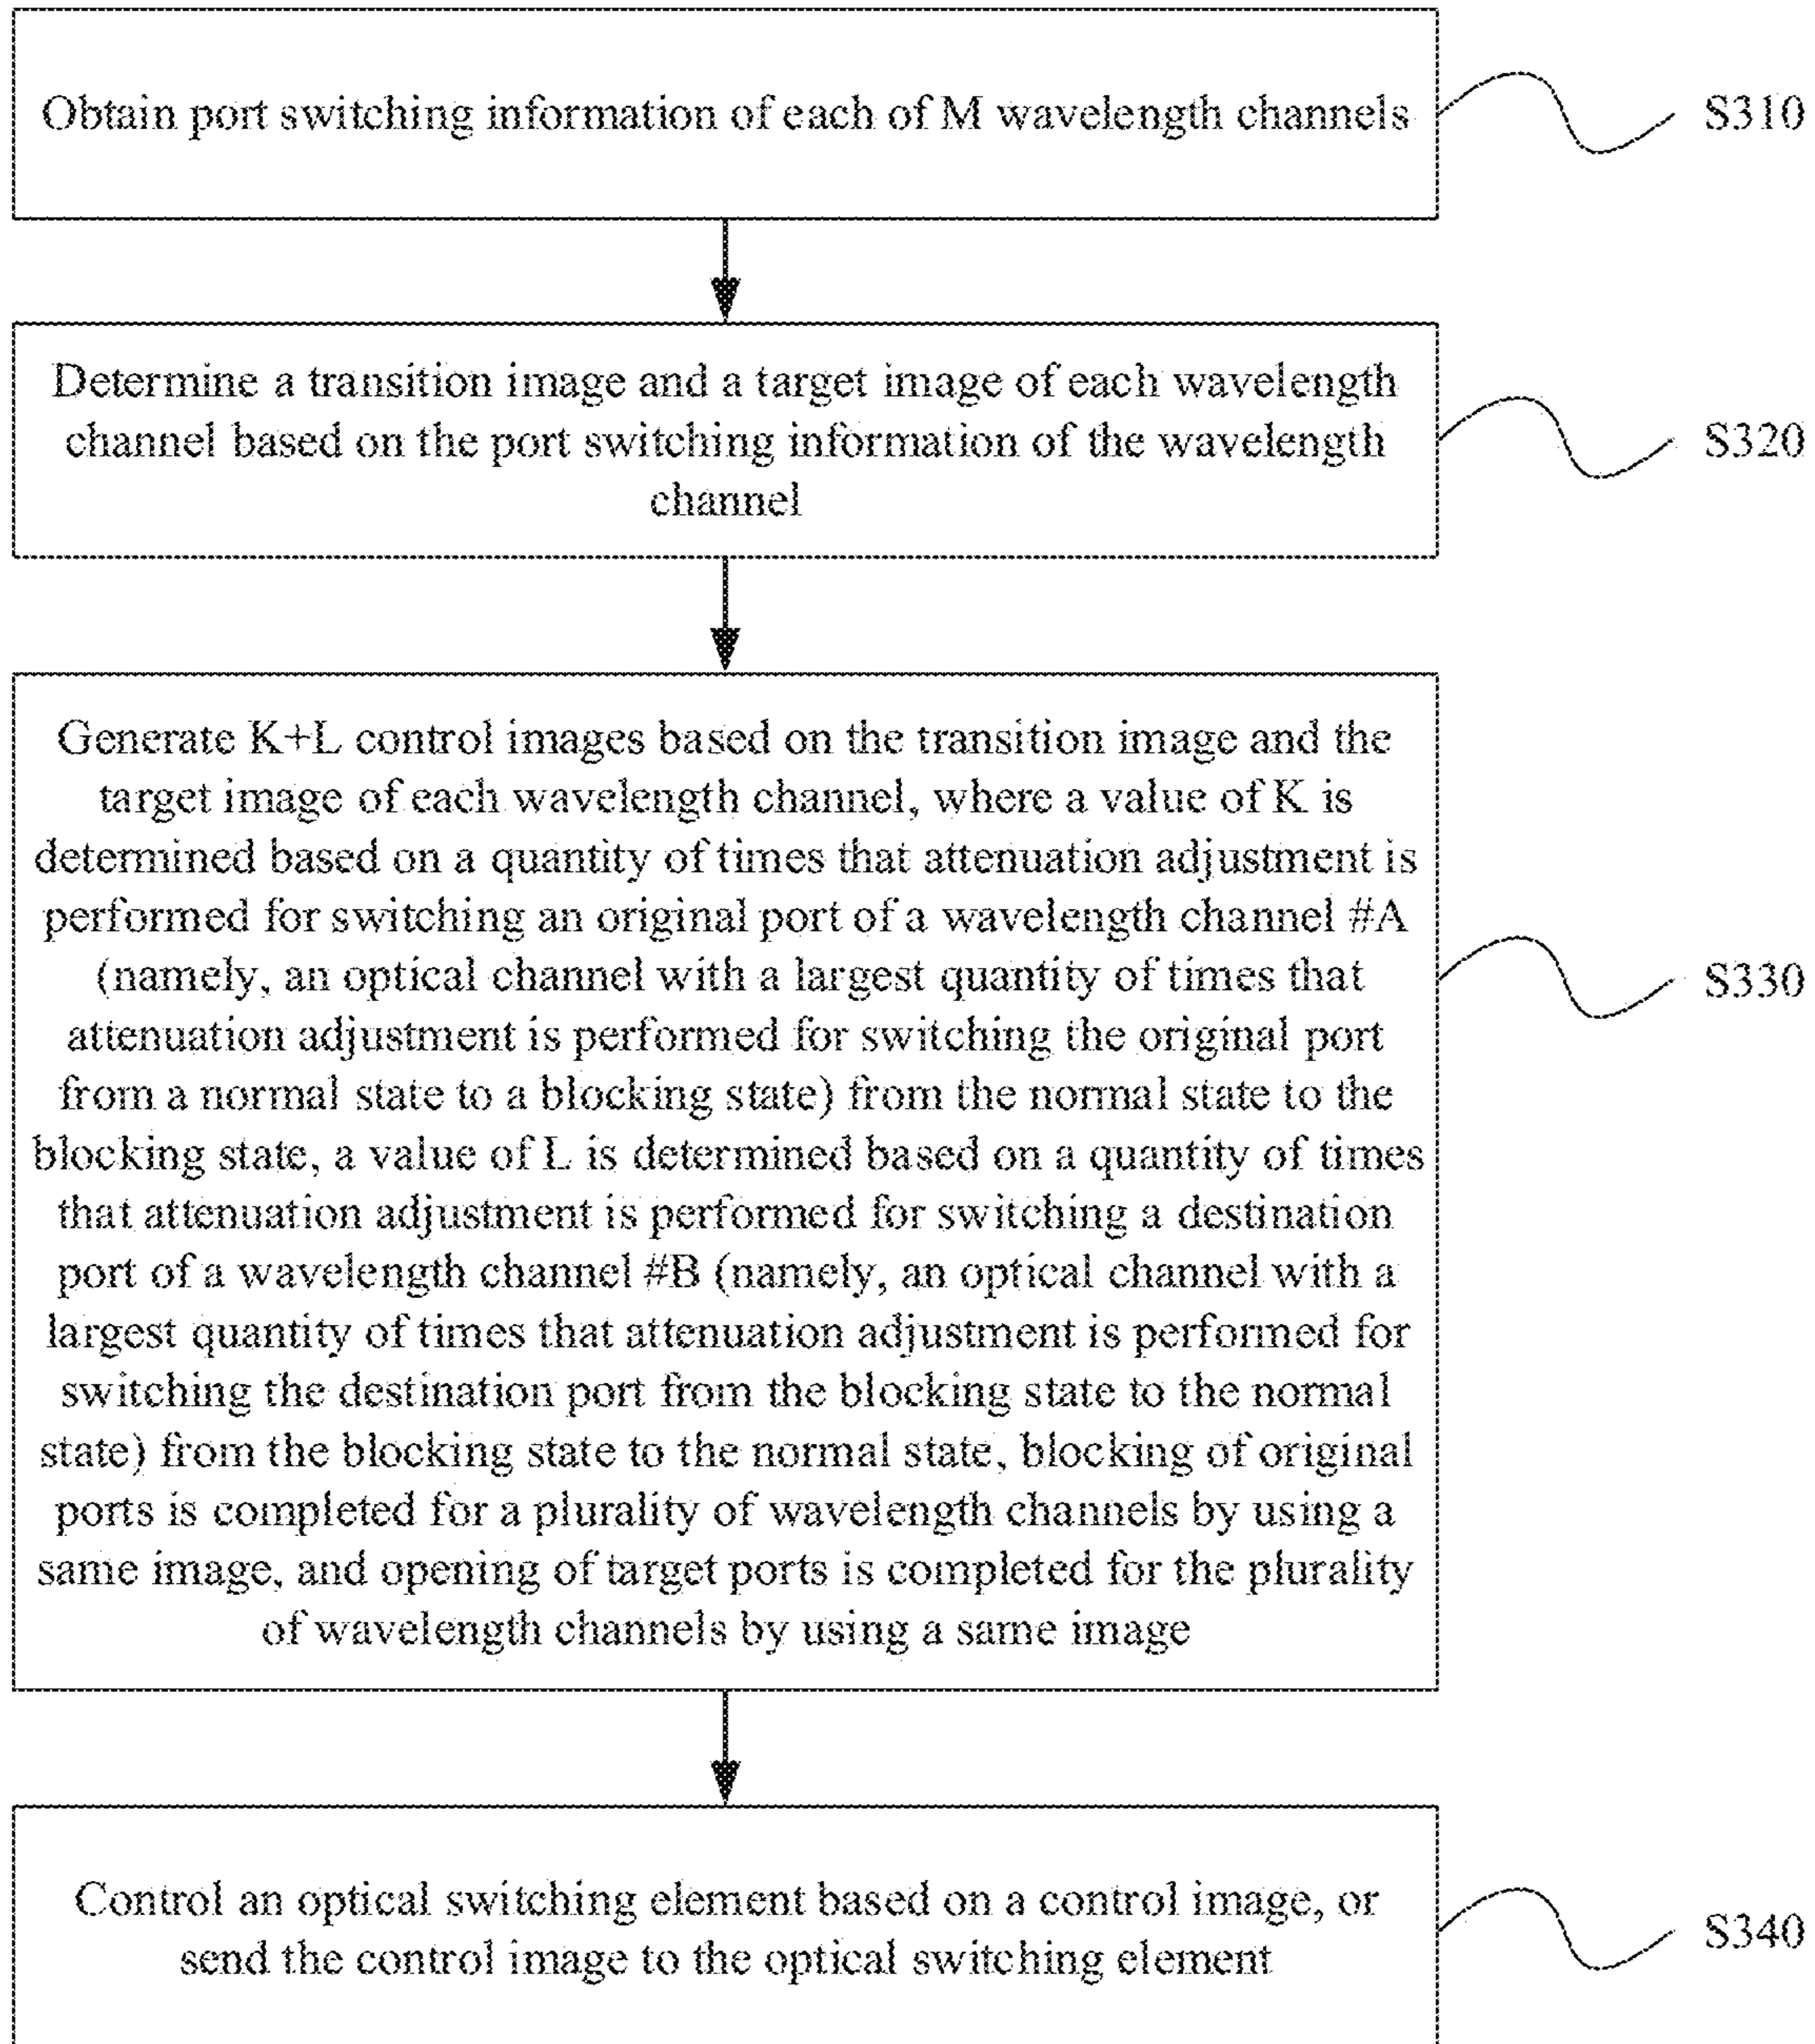 Obtain port switching information of each of M wavelength channels
S310
Determine a transition image and a target image of each wavelength
channel based on the port switching information of the wavelength
channel
S320
Generate K+L control images based on the transition image and the
target image of each wavelength channel, where a value of K is
determined based on a quantity of times that attenuation adjustment is
performed for switching an original port of a wavelength channel #A
(namely, an optical channel with a largest quantity of times that
attenuation adjustment is performed for switching the original port
from a normal state to a blocking state) from the normal state to the
blocking state, a value of L is determined based on a quantity of times
that attenuation adjustment is performed for switching a destination
port of a wavelength channel #B (namely, an optical channel with a
largest quantity of times that attenuation adjustment is performed for
switching the destination port from the blocking state to the normal
state) from the blocking state to the normal state, blocking of original
ports is completed for a plurality of wavelength channels by using a
same image, and opening of target ports is completed for the plurality
of wavelength channels by using a same image
S330
Control an optical switching element based on a control image, or
send the control image to the optical switching element
S340